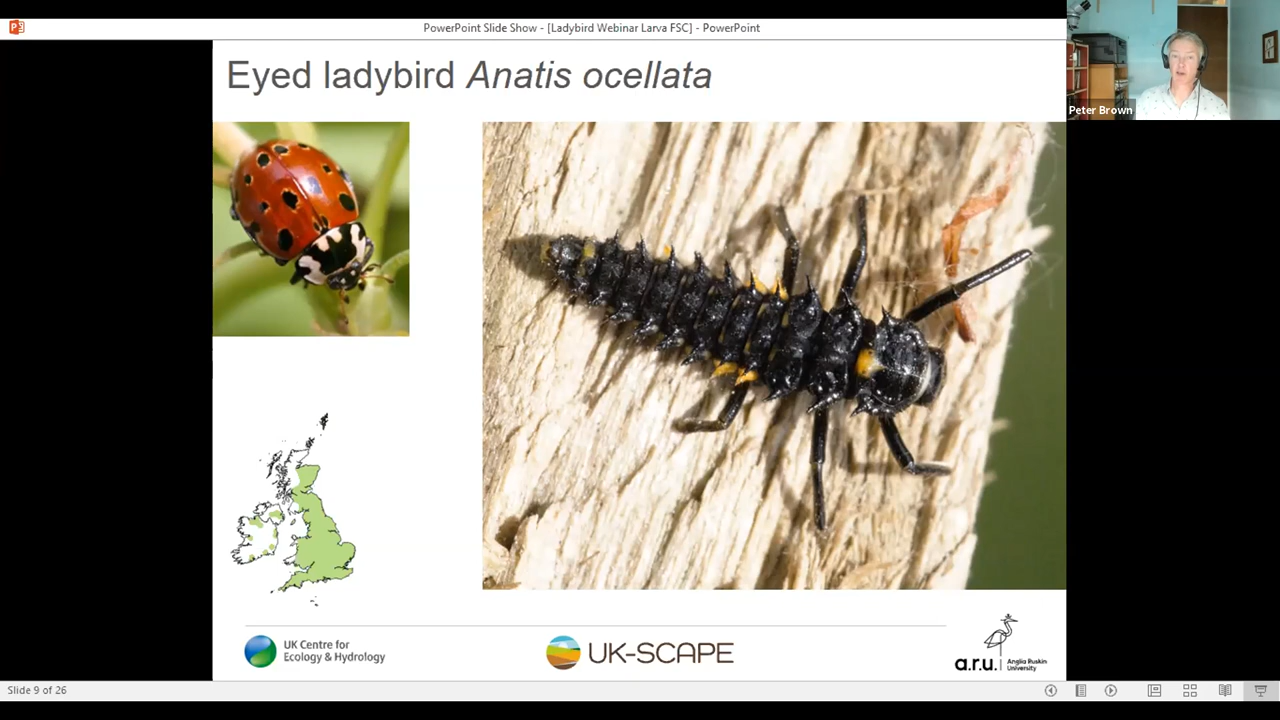 PowerPoint Slide Show - [Ladybird Webinar Larva FSC] - PowerPoint
Peter Brown
Eyed ladybird Anatis ocellata
UK Centre for
Ecology & Hydrology
UK-SCAPE
a.r.u.
Anglia Ruskin
University
Slide 9 of 26